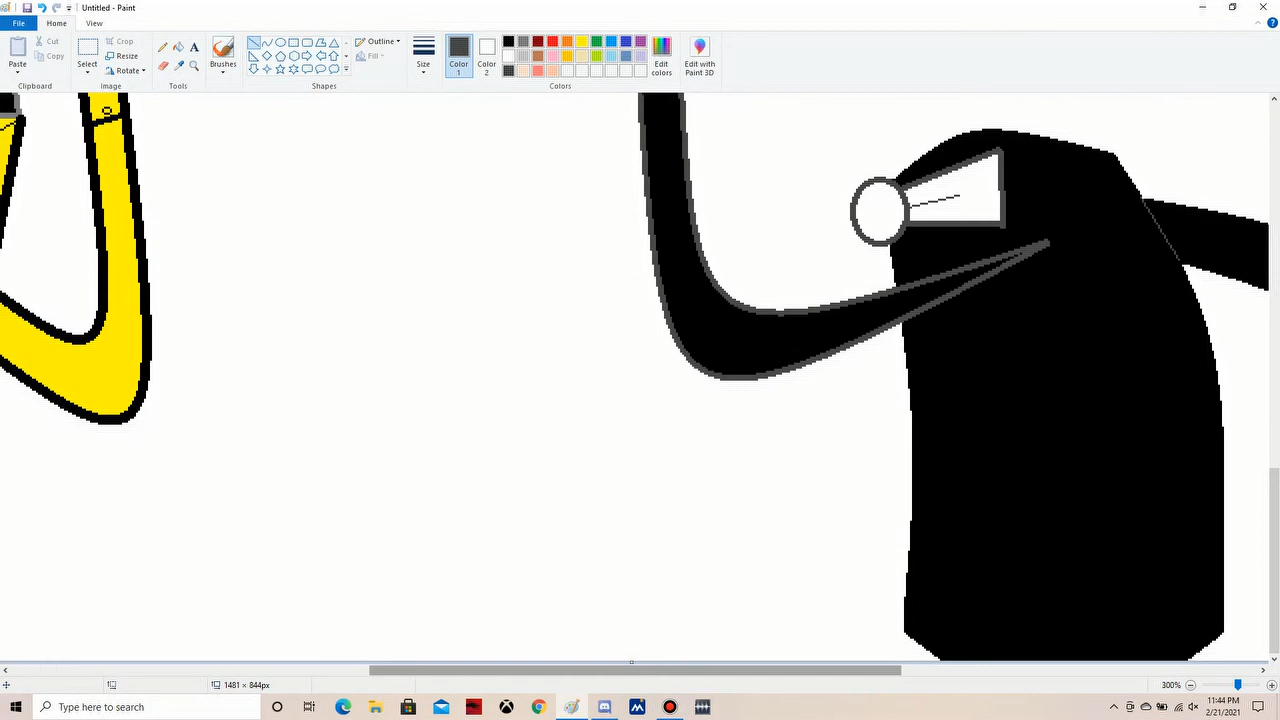 Untitled - Paint
File Home View
Paste
Cut
Copy
Clipboard
Select
Crop
Resize
Rotate
Image
A
Tools
Brushes
Outline
Fill
Shapes
Size
Color 1
Color 2
Colors
Edit colors
Edit with Paint 3D
1481 × 844px
300%
Type here to search
11:44 PM
2/21/2021